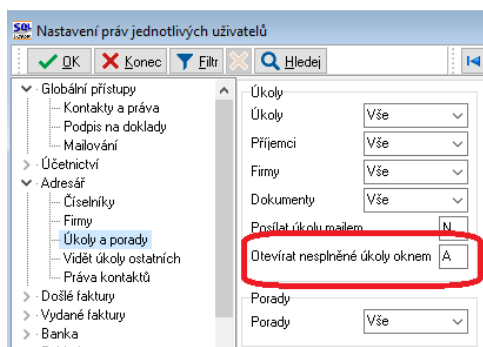 SQL
Nastavení práv jednotlivých uživatelů
OK Konec Filtr Hledej
Globální přístupy
Kontakty a práva
Podpis na doklady
Mailování
Účetnictví
Adresář
Číselníky
Firmy
Úkoly a porady
Vidět úkoly ostatních
Práva kontaktů
Došlé faktury
Vydané faktury
Banka
Úkoly
Úkoly Vše
Příjemci Vše
Firmy Vše
Dokumenty Vše
Posílat úkolu mailem N
Otevírat nesplněné úkoly oknem A
Porady
Porady Vše